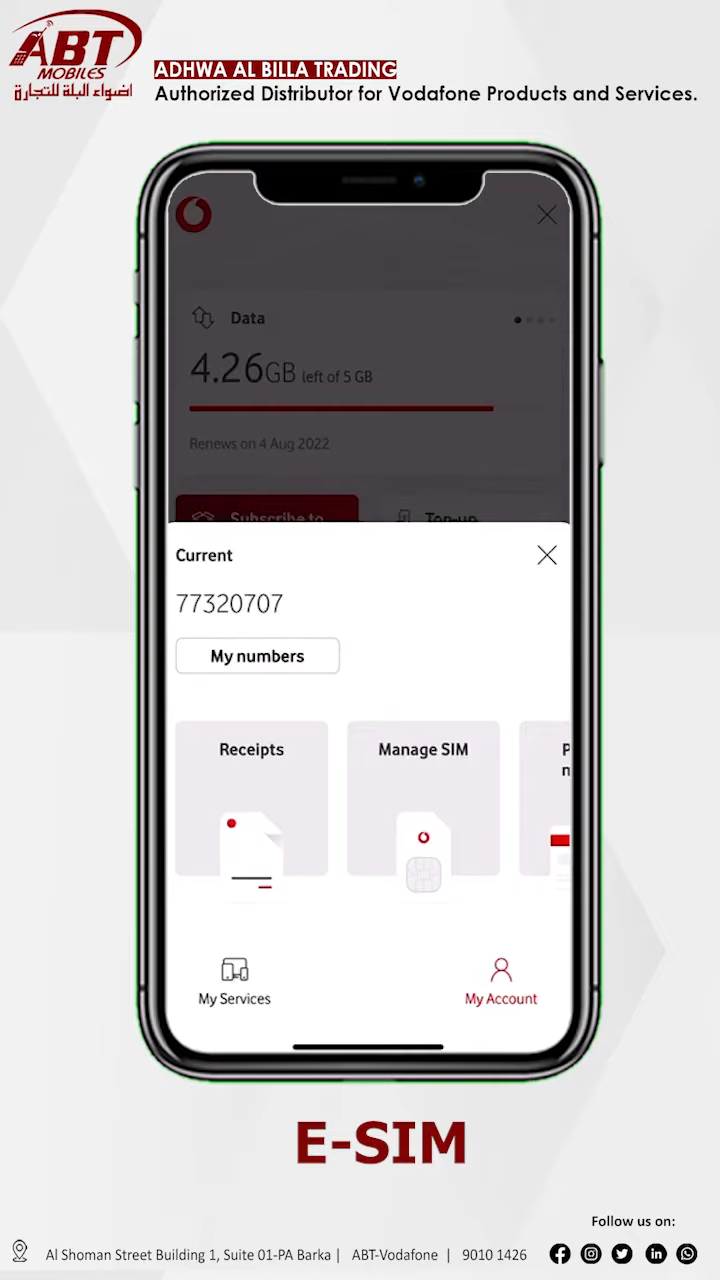 ABT
MOBILES
اضواء البلة للتجارة
ADHWA AL BILLA TRADING
Authorized Distributor for Vodafone Products and Services.
Data
4.26GB left of 5 GB
Renews on 4 Aug 2022
Subscribe to
Top-up
Current
77320707
My numbers
Receipts
Manage SIM
P
n
My Services
My Account
E-SIM
Follow us on:
Al Shoman Street Building 1, Suite 01-PA Barka | ABT-Vodafone | 9010 1426